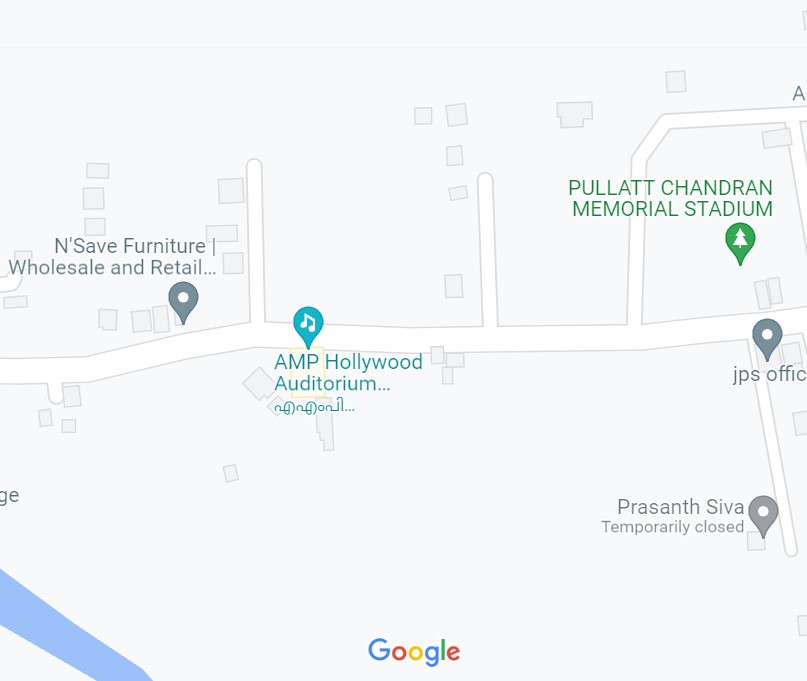 A
PULLATT CHANDRAN
MEMORIAL STADIUM
N'Save Furniture |
Wholesale and Retail...
AMP Hollywood
Auditorium...
എഎംപി...
jps offic
ge
Prasanth Siva
Temporarily closed
Google